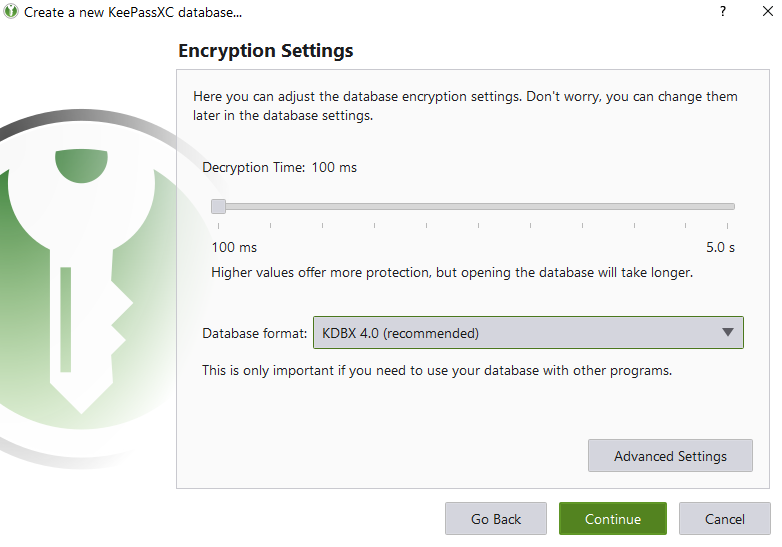 Create a new KeePassXC database...
?
Encryption Settings
Here you can adjust the database encryption settings. Don't worry, you can change them
later in the database settings.
Decryption Time: 100 ms
100 ms 5.0 s
Higher values offer more protection, but opening the database will take longer.
Database format: KDBX 4.0 (recommended)
This is only important if you need to use your database with other programs.
Advanced Settings
Go Back Continue Cancel